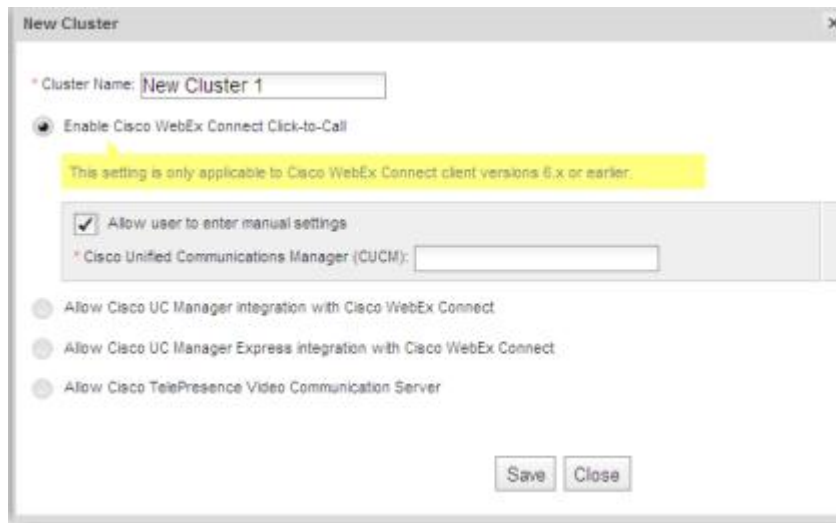 New Cluster
* Cluster Name: New Cluster 1
Enable Cisco WebEx Connect Click-to-Call
This setting is only applicable to Cisco WebEx Connect client versions 6.x or earlier.
Allow user to enter manual settings
* Cisco Unified Communications Manager (CUCM):
Allow Cisco UC Manager integration with Cisco WebEx Connect
Allow Cisco UC Manager Express integration with Cisco WebEx Connect
Allow Cisco TelePresence Video Communication Server
Save Close